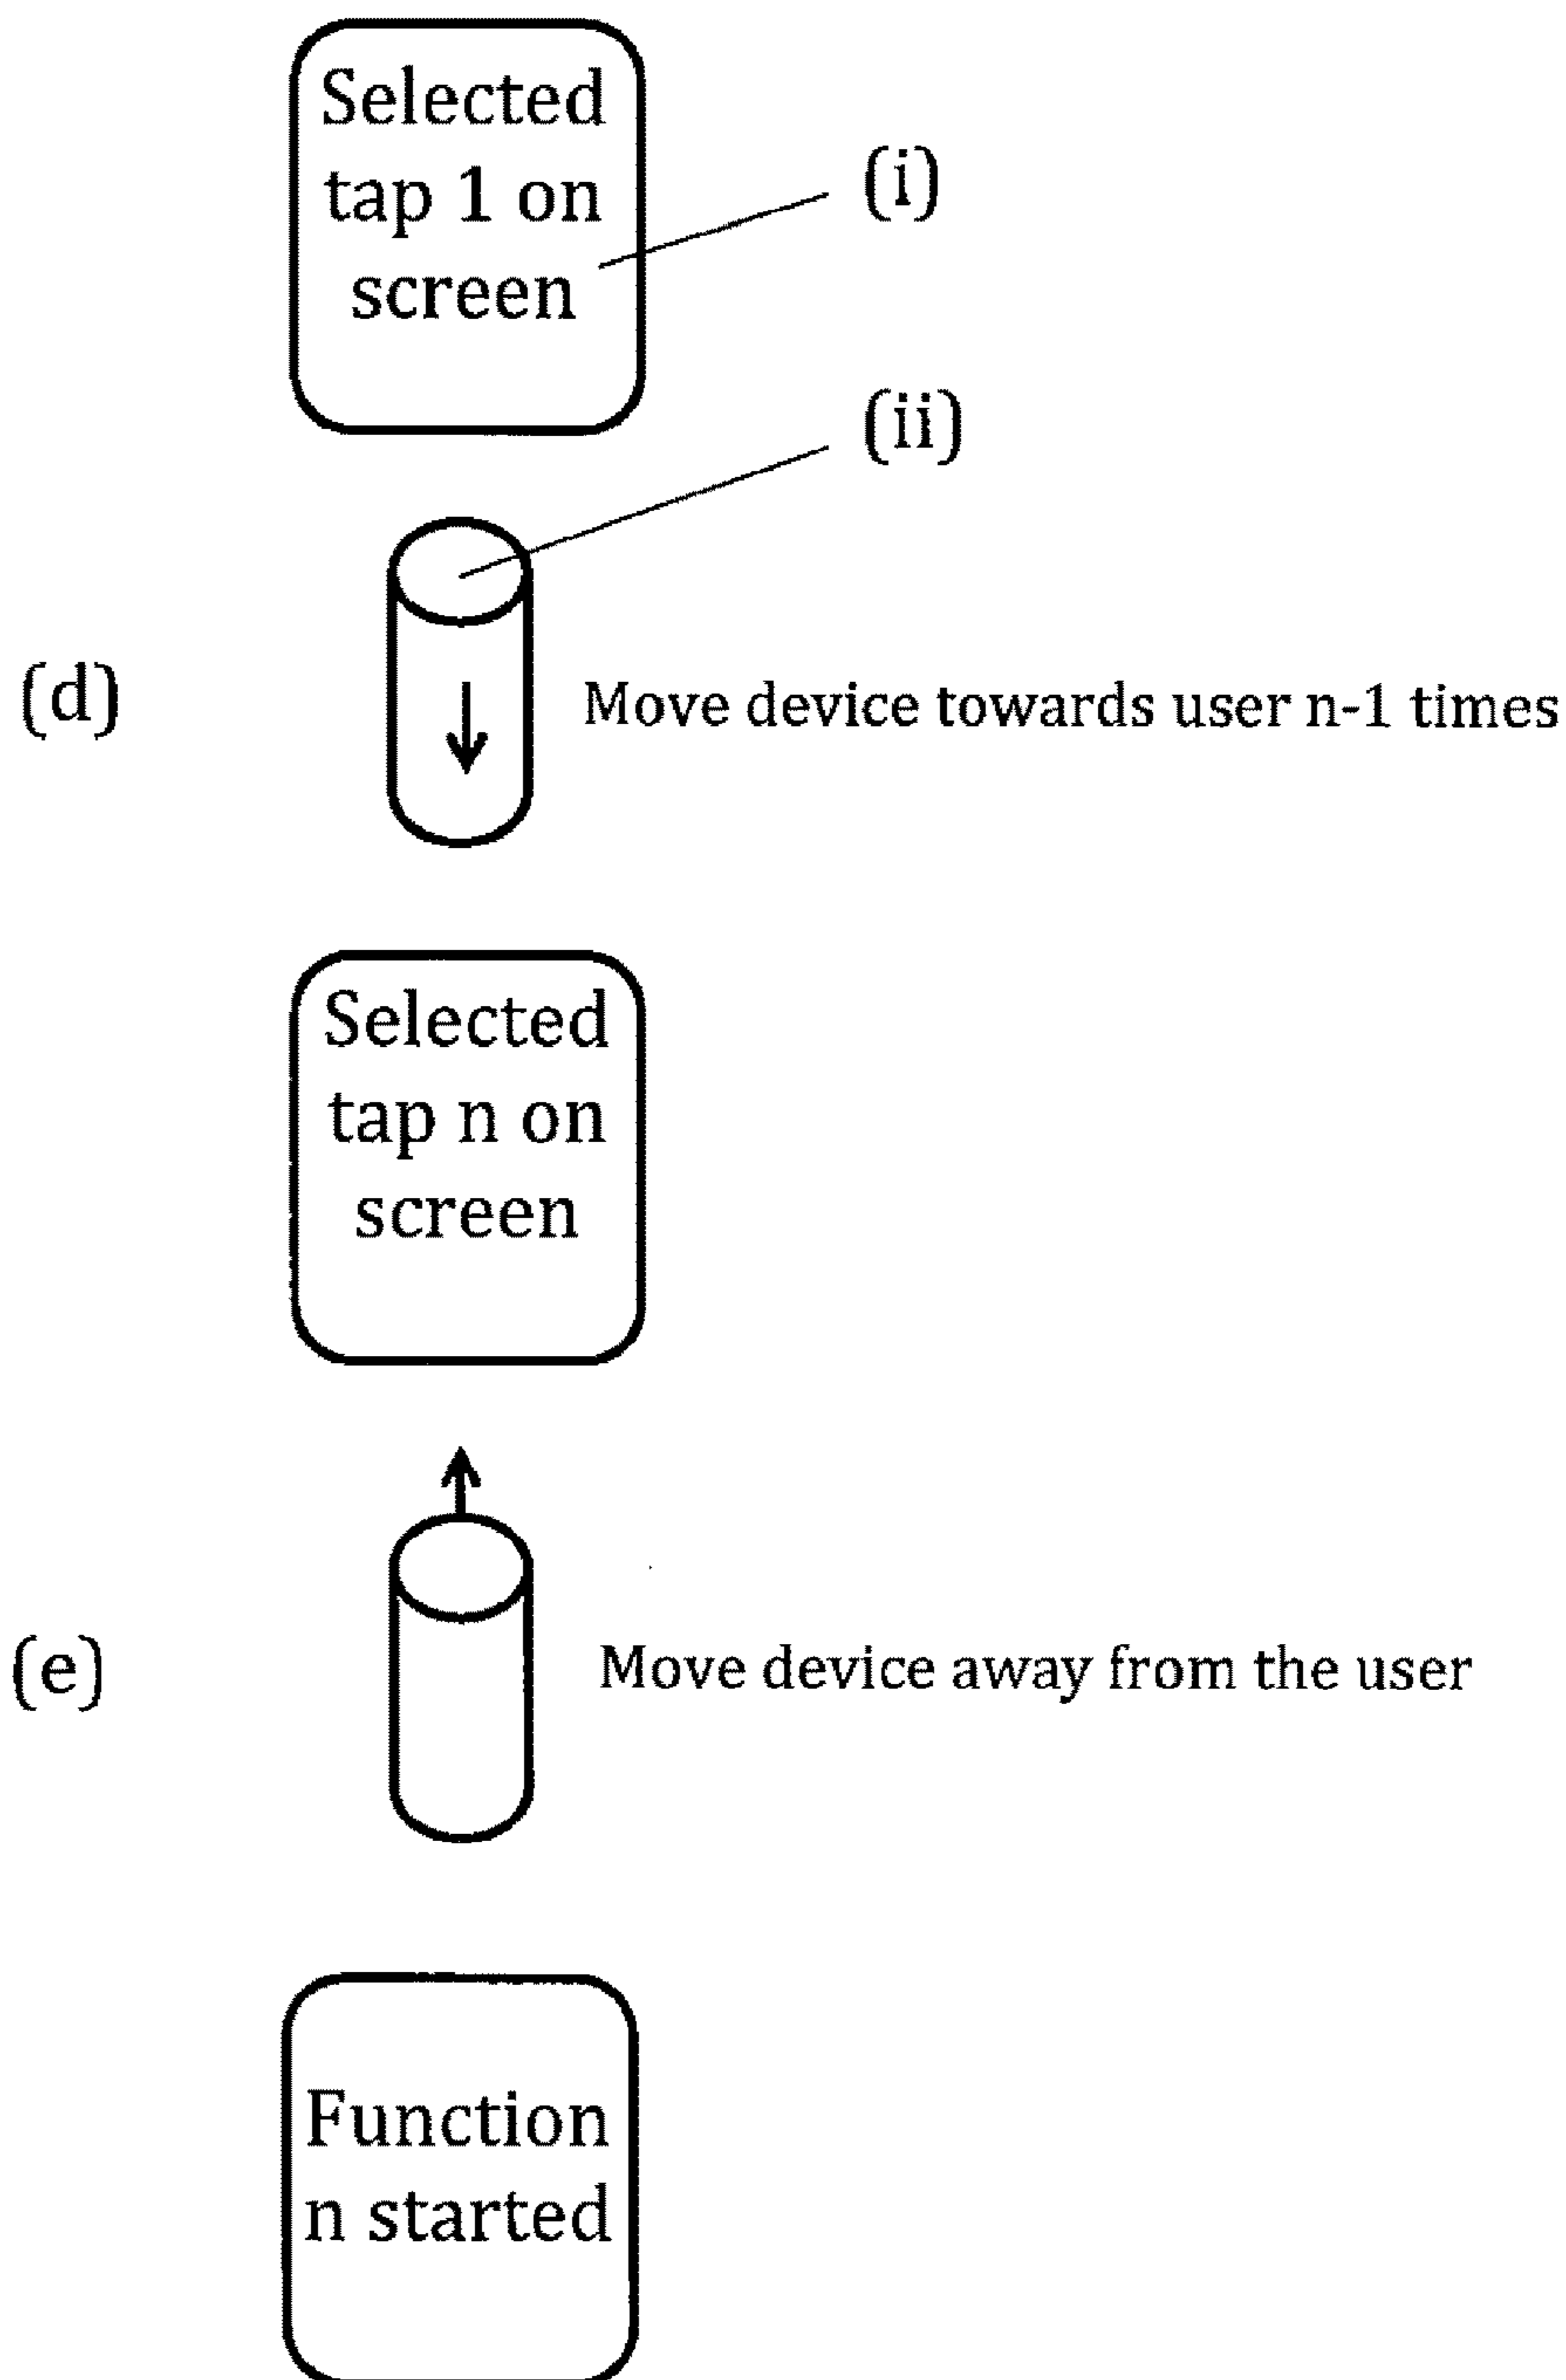 Selected
tap 1 on
screen
(i)
(ii)
(d)
Move device towards user n-1 times
Selected
tap n on
screen
(e)
Move device away from the user
Function
n started